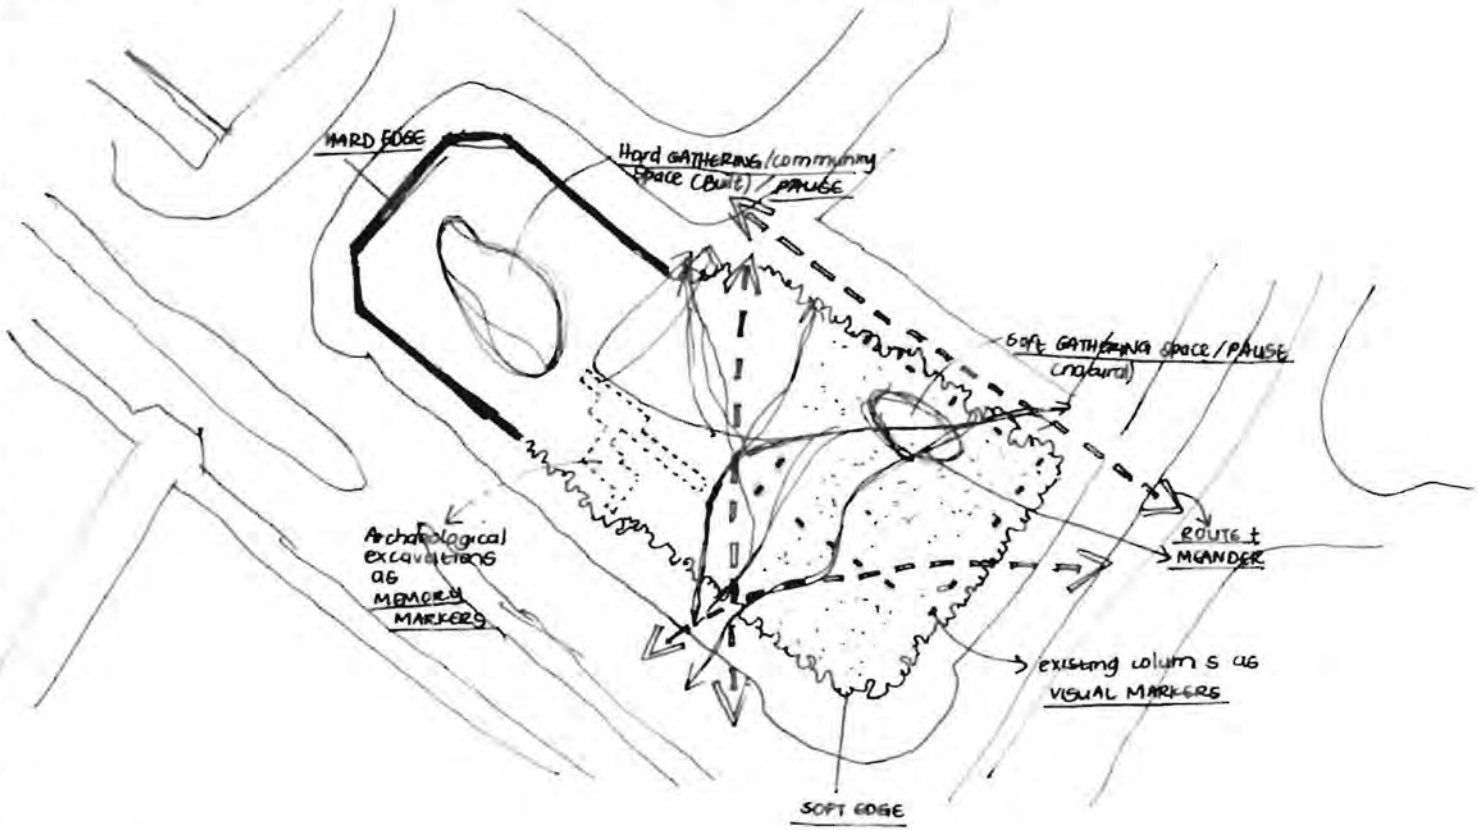 HARD EDGE
Hard GATHERING/community
space (Built) / PAUSE
soft GATHERING space/PAUSE
(natural)
ROUTE +
MEANDER
Archaeological
excavations
as
MEMORY
MARKERS
existing colum s as
VISUAL MARKERS
SOFT EDGE